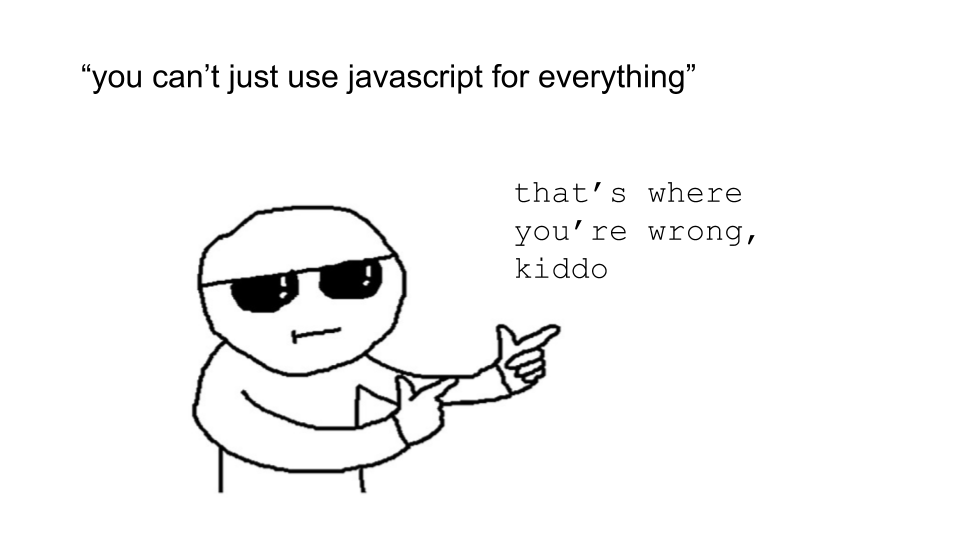 “you can’t just use javascript for everything”
that’s where
you’re wrong,
kiddo